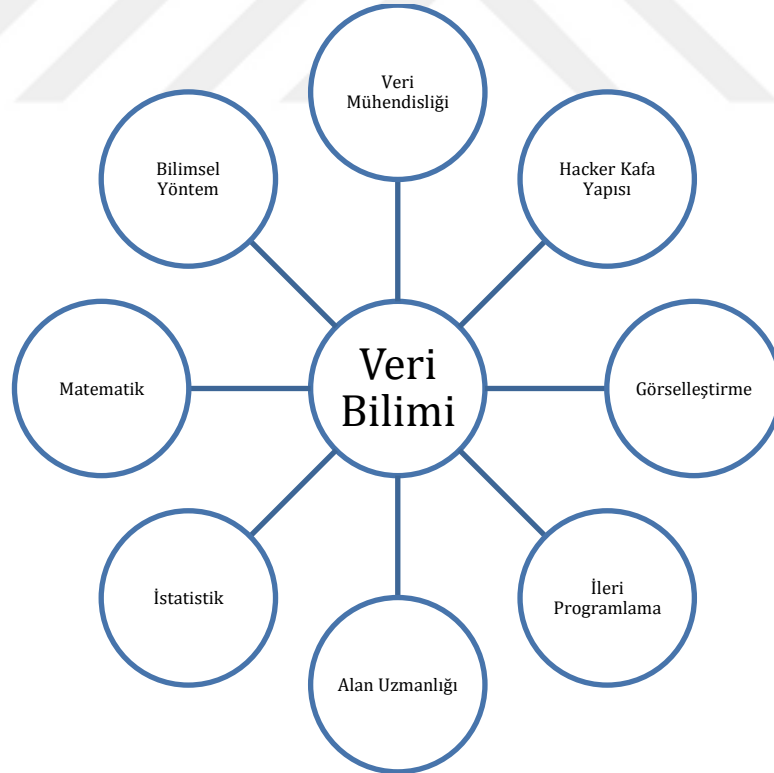 Veri
Mühendisliği
Hacker Kafa
Yapısı
Görselleştirme
İleri
Programlama
Alan Uzmanlığı
İstatistik
Matematik
Bilimsel
Yöntem
Veri
Bilimi